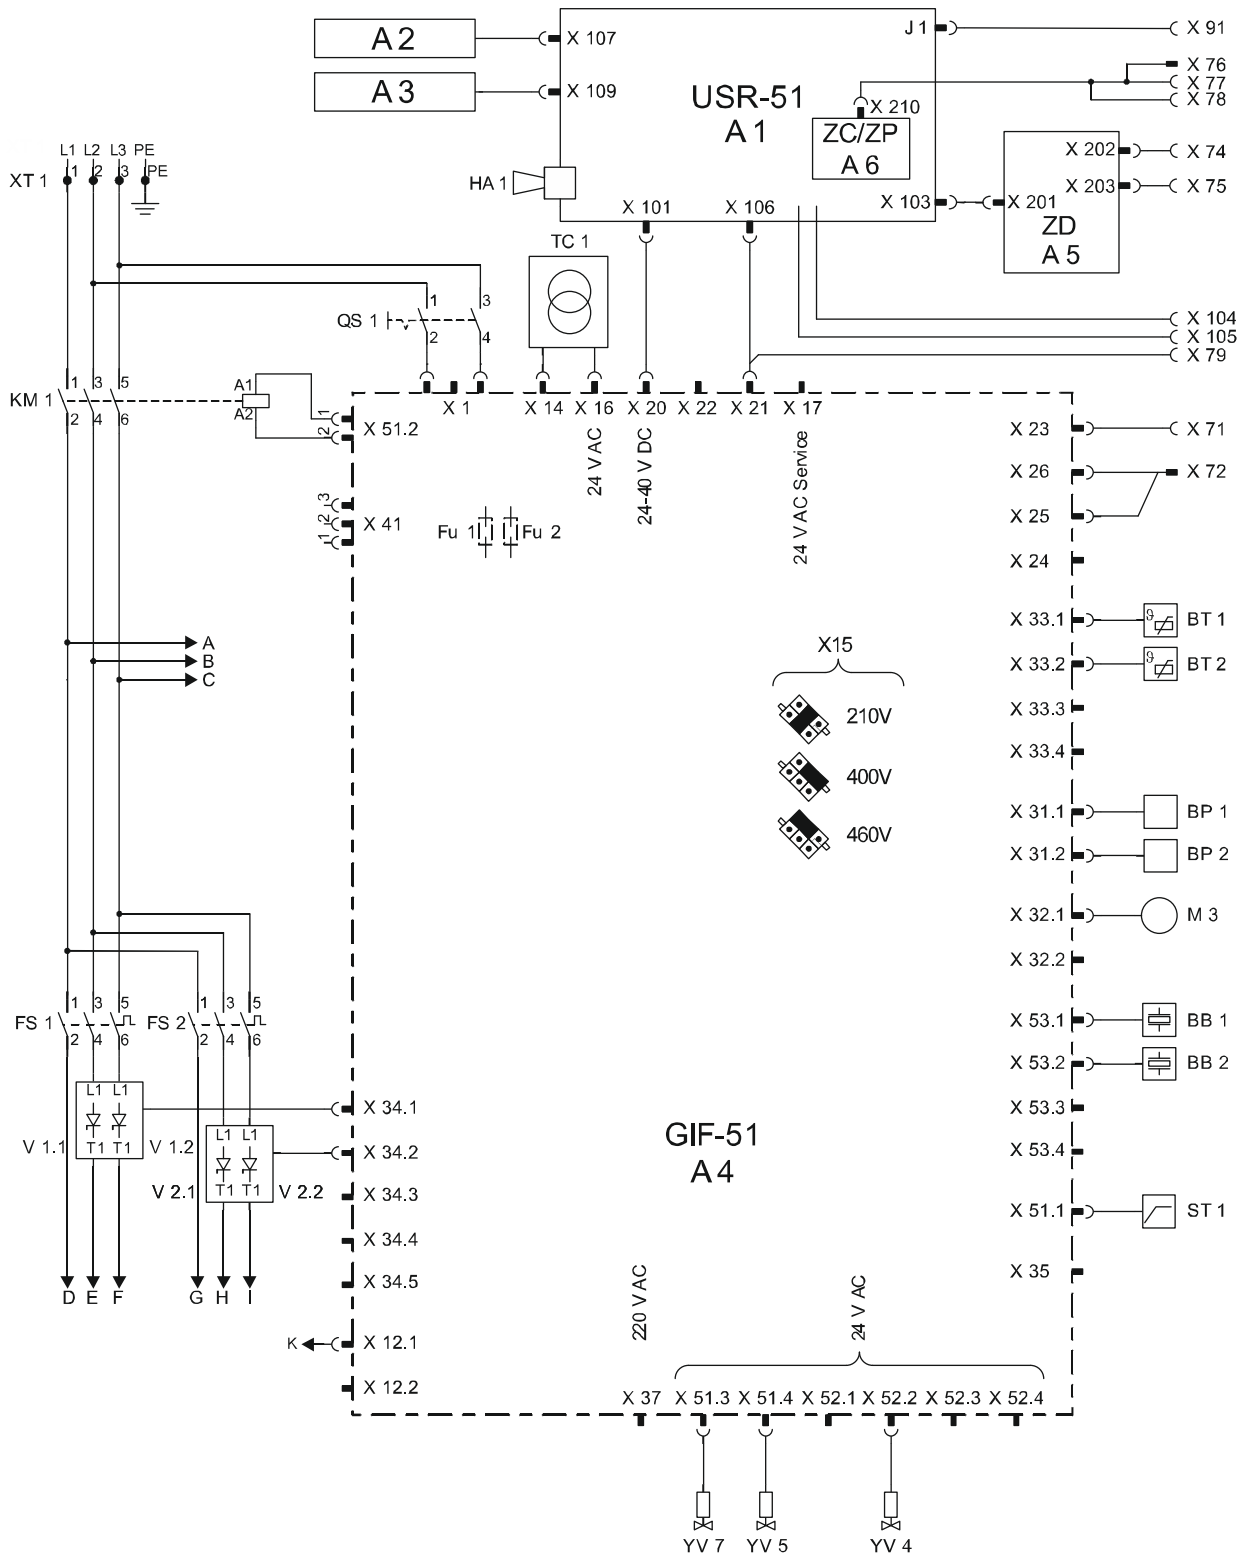 A 2
X 107
J 1
X 91
A 3
X 109
USR-51
A 1
X 76
X 77
X 78
X 210
ZC/ZP
A 6
L1 L2 L3 PE
XT 1
1 2 3 PE
HA 1
X 202
X 74
X 203
X 75
X 101
X 106
X 103
X 201
ZD
A 5
TC 1
1 3
QS 1
2 4
X 104
X 105
X 79
KM 1
1 3 5
2 4 6
A1
A2
1
2
X 51.2
X 1
X 14
X 16
X 20
X 22
X 21
X 17
24 V AC
24-40 V DC
24 V AC Service
X 23
X 71
X 26
X 72
X 25
X 24
3
2
1
X 41
Fu 1
Fu 2
X 33.1
BT 1
X 33.2
BT 2
X 33.3
X 33.4
ϑ
ϑ
A
B
C
X15
210V
400V
460V
X 31.1
BP 1
X 31.2
BP 2
X 32.1
M 3
X 32.2
FS 1
1 3 5
2 4 6
FS 2
1 3 5
2 4 6
X 53.1
BB 1
X 53.2
BB 2
X 53.3
X 53.4
L1 L1
T1 T1
V 1.1
V 1.2
L1 L1
T1 T1
V 2.1
V 2.2
X 34.1
X 34.2
X 34.3
X 34.4
X 34.5
GIF-51
A 4
X 51.1
ST 1
X 35
D E F
G H I
K
X 12.1
X 12.2
220 V AC
24 V AC
X 37
X 51.3
X 51.4
X 52.1
X 52.2
X 52.3
X 52.4
YV 7
YV 5
YV 4